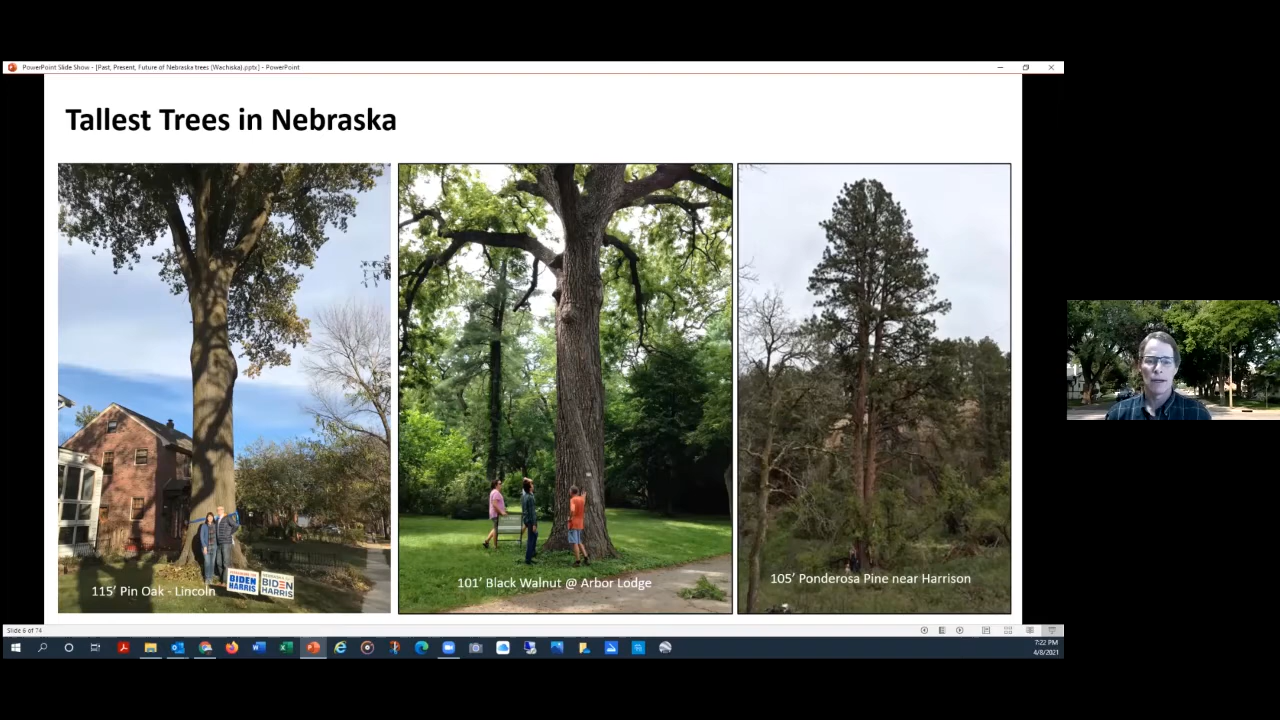 PowerPoint Slide Show - [Past, Present, Future of Nebraska trees (Wachiska).pptx] - PowerPoint
Tallest Trees in Nebraska
BIDEN
HARRIS
BIDEN
HARRIS
115’ Pin Oak - Lincoln
101’ Black Walnut @ Arbor Lodge
105’ Ponderosa Pine near Harrison
Slide 6 of 74
7:22 PM
4/8/2021